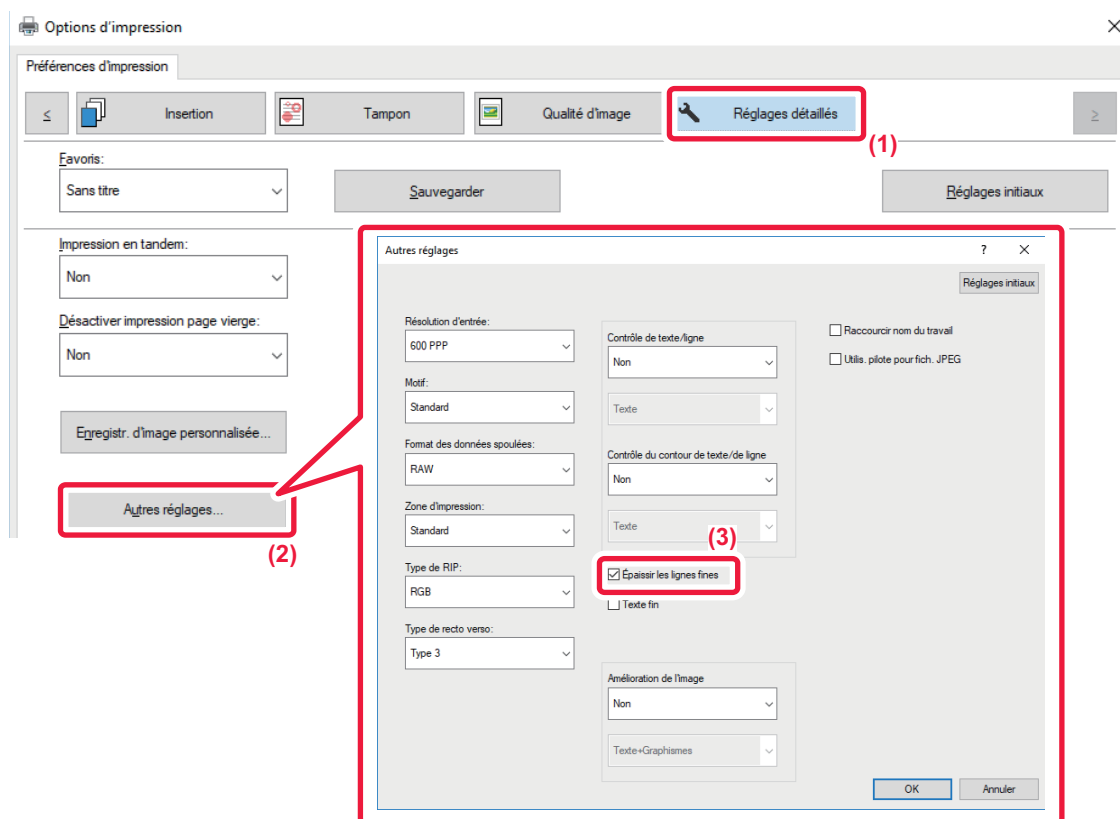 Options d'impression
Préférences d'impression
≤
Insertion
Tampon
Qualité d'image
Réglages détaillés
≥
(1)
Favoris:
Sans titre
Sauvegarder
Réglages initiaux
Impression en tandem:
Non
Désactiver impression page vierge:
Non
Enregistr. d'image personnalisée...
Autres réglages...
(2)
Autres réglages
?
Réglages initiaux
Résolution d'entrée:
600 PPP
Motif:
Standard
Format des données spoulées:
RAW
Zone d'impression:
Standard
Type de RIP:
RGB
Type de recto verso:
Type 3
Contrôle de texte/ligne
Non
Texte
Contrôle du contour de texte/de ligne
Non
Texte
(3)
Épaissir les lignes fines
Texte fin
Amélioration de l'image
Non
Texte+Graphismes
Raccourcir nom du travail
Utilis. pilote pour fich. JPEG
OK
Annuler